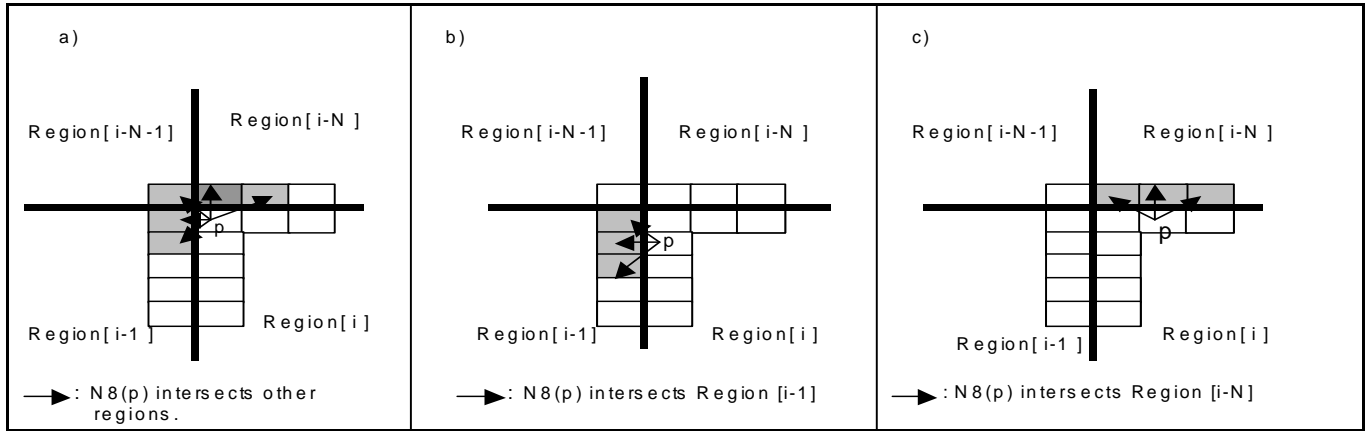 a)
Region[i-N-1]
Region[i-N]
p
Region[i-1]
Region[i]
: N8(p) intersects other
regions.
b)
Region[i-N-1]
Region[i-N]
p
Region[i-1]
Region[i]
: N8(p) intersects Region [i-1]
c)
Region[i-N-1]
Region[i-N]
p
Region[i-1]
Region[i]
: N8(p) intersects Region [i-N]